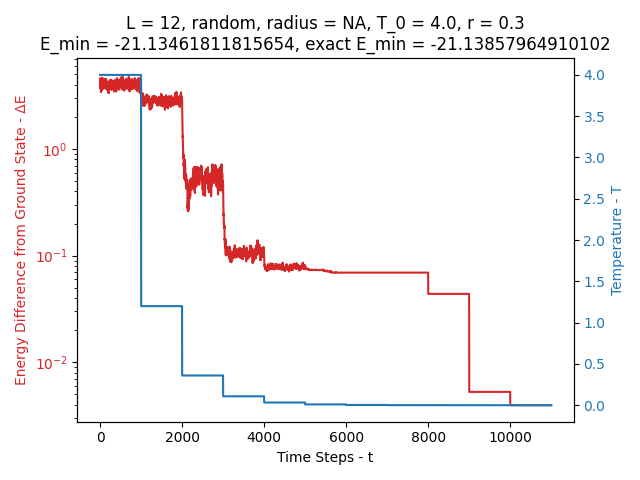 L = 12, random, radius = NA, T_0 = 4.0, r = 0.3
E_min = -21.13461811815654, exact E_min = -21.13857964910102
Energy Difference from Ground State - ΔE
10⁰
10⁻¹
10⁻²
4.0
3.5
3.0
2.5
2.0
1.5
1.0
0.5
0.0
Temperature - T
0 2000 4000 6000 8000 10000
Time Steps - t